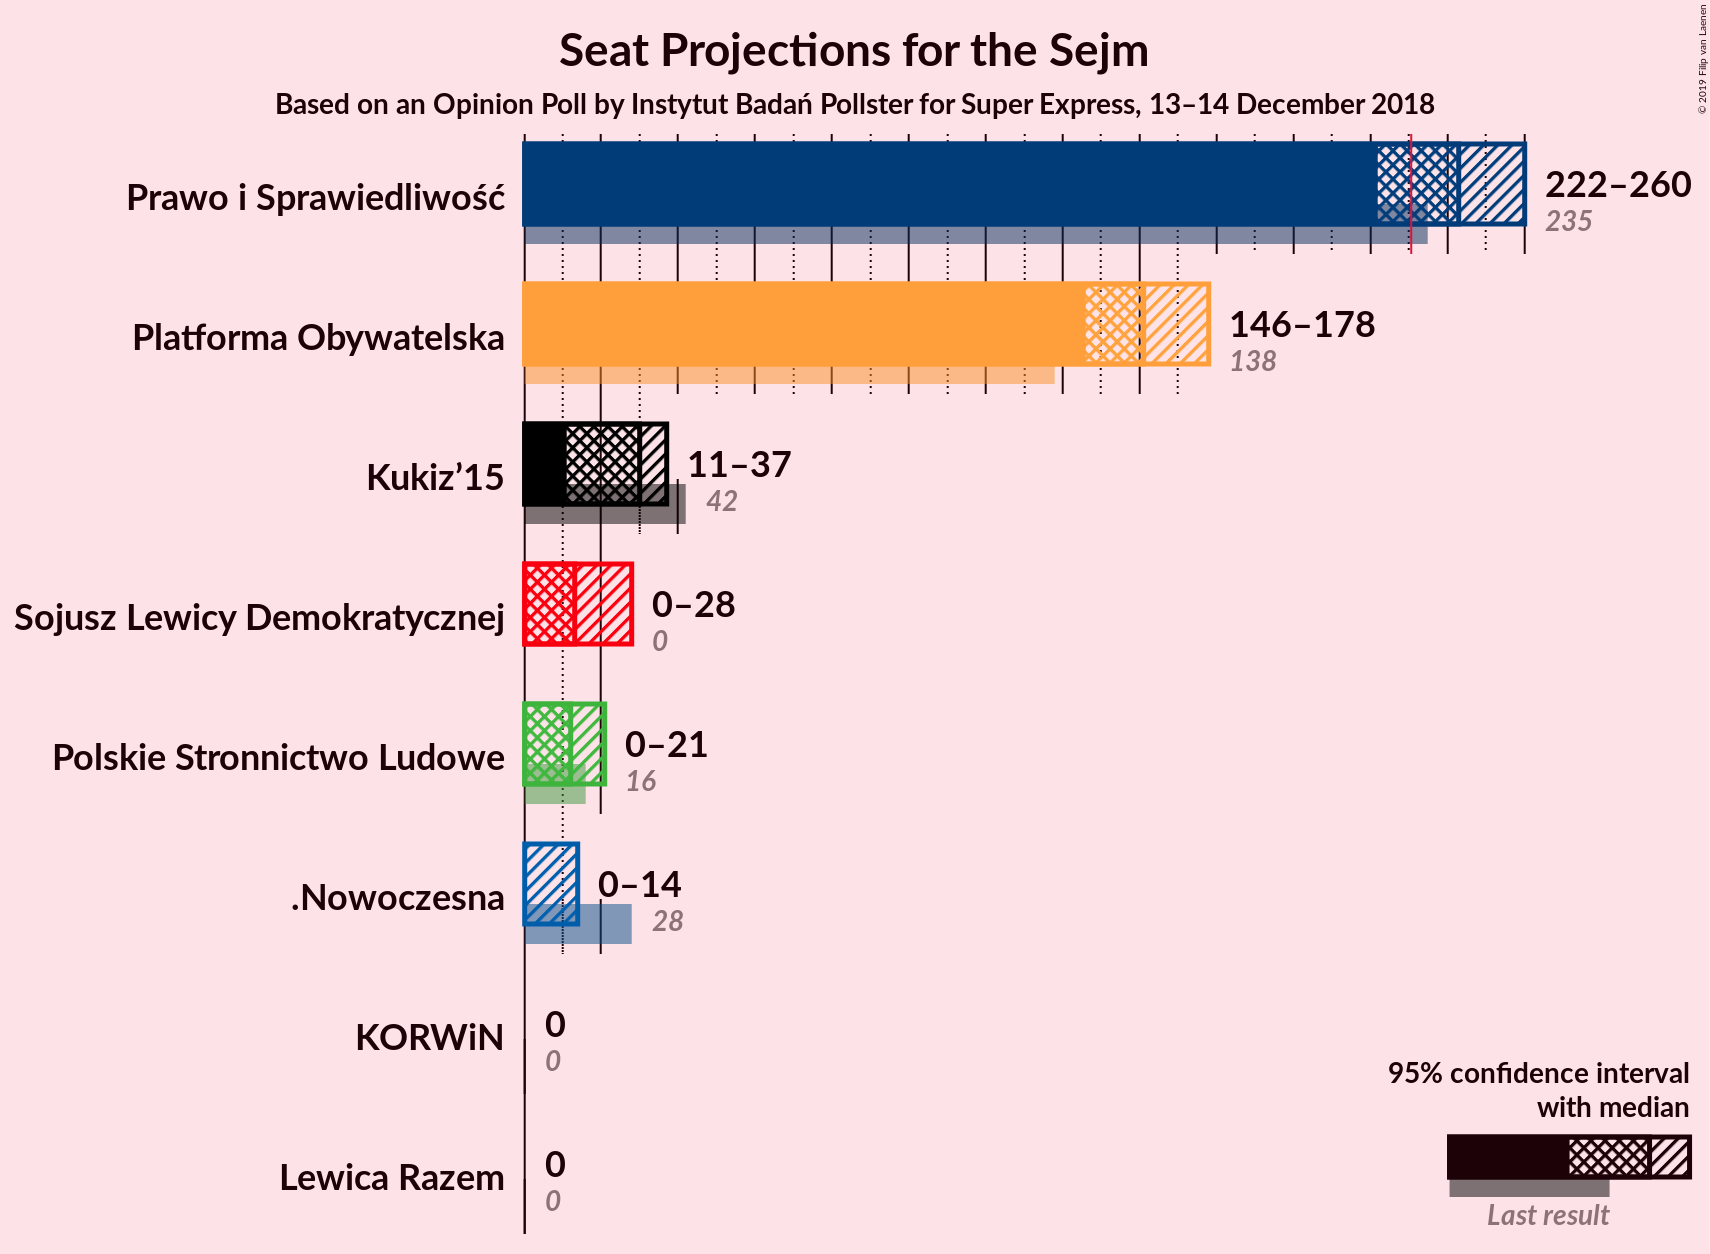 Seat Projections for the Sejm
Based on an Opinion Poll by Instytut Badań Pollster for Super Express, 13–14 December 2018
© 2019 Filip van Laenen
Prawo i Sprawiedliwość
222–260
235
Platforma Obywatelska
146–178
138
Kukiz’15
11–37
42
Sojusz Lewicy Demokratycznej
0–28
0
Polskie Stronnictwo Ludowe
0–21
16
.Nowoczesna
0–14
28
KORWiN
0
0
Lewica Razem
0
0
95% confidence interval
with median
Last result